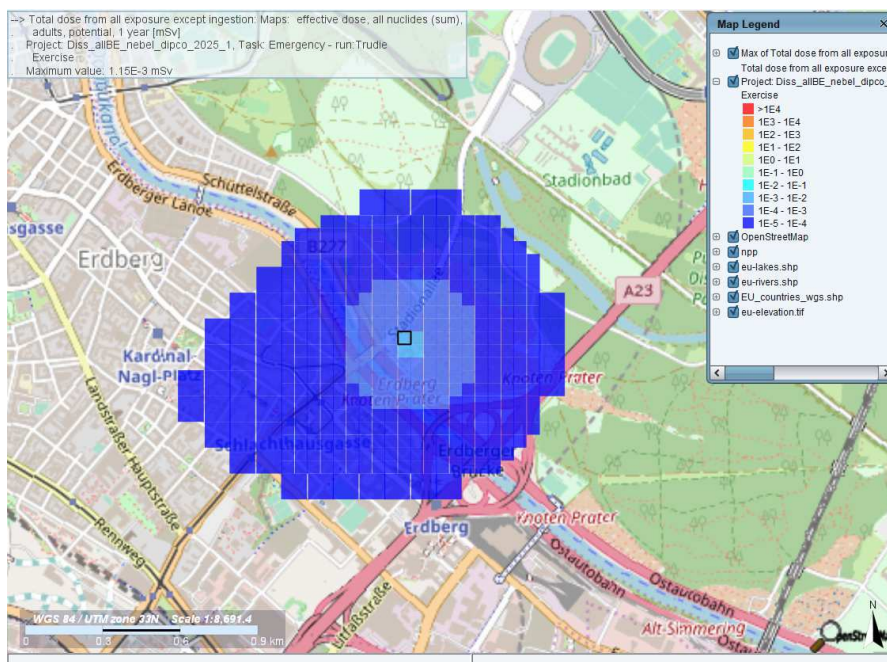 --> Total dose from all exposure except ingestion: Maps: effective dose, all nuclides (sum),
adults, potential, 1 year [mSv]
Project: Diss_allBE_nebel_dipco_2025_1, Task: Emergency - run:Trudie
Exercise
Maximum value: 1.15E-3 mSv
Map Legend
Max of Total dose from all exposur
Total dose from all exposure exce
Project: Diss_allBE_nebel_dipco_
Exercise
>1E4
1E3 - 1E4
1E2 - 1E3
1E1 - 1E2
1E0 - 1E1
1E-1 - 1E0
1E-2 - 1E-1
1E-3 - 1E-2
1E-4 - 1E-3
1E-5 - 1E-4
OpenStreetMap
npp
eu-lakes.shp
eu-rivers.shp
EU_countries_wgs.shp
eu-elevation.tif
Schüttelstraße
Erdberger Lände
Stadionbad
sgasse
Erdberg
B227
A23
Stadionallee
Kardinal
Nagl-Platz
Erdberg
Knoten Prater
Knoten Prater
Landstraßer Hauptstraße
Schlachthausgasse
Erdberger
Brücke
Erdberg
Knoten Prater
Rennweg
Ostautobahn
Ostautobahn
Alt-Simmering
WGS 84 / UTM zone 33N Scale 1:8,691.4
0 0.3 0.6 0.9 km
N